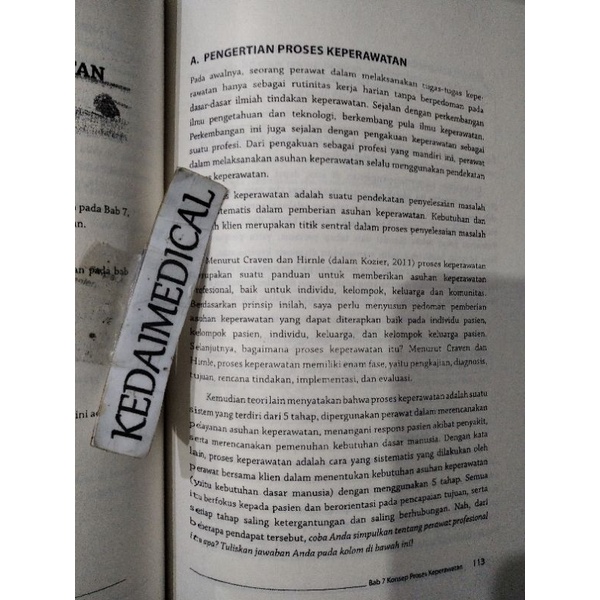 AN
pada Bab 7,
an.
an pada bab
ini ac
KEDAIMEDICAL
A. PENGERTIAN PROSES KEPERAWATAN
Pada awalnya, seorang perawat dalam melaksanakan tugas-tugas kepe-
rawatan hanya sebagai rutinitas kerja harian tanpa berpedoman pada
dasar-dasar ilmiah tindakan keperawatan. Sejalan dengan perkembangan
ilmu pengetahuan dan teknologi, berkembang pula ilmu keperawatan.
Perkembangan ini juga sejalan dengan pengakuan keperawatan sebagai
suatu profesi. Dari pengakuan sebagai profesi yang mandiri ini, perawat
dalam melaksanakan asuhan keperawatan selalu menggunakan pendekatan
keperawatan.
keperawatan adalah suatu pendekatan penyelesaian masalah
tematis dalam pemberian asuhan keperawatan. Kebutuhan dan
h klien merupakan titik sentral dalam proses penyelesaian masalah
Menurut Craven dan Hirnle (dalam Kozier, 2011) proses keperawatan
erupakan suatu panduan untuk memberikan asuhan keperawatan
ofesional, baik untuk individu, kelompok, keluarga dan komunitas.
Berdasarkan prinsip inilah, saya perlu menyusun pedoman pemberian
asuhan keperawatan yang dapat diterapkan baik pada individu pasien,
kelompok pasien, individu, keluarga, dan kelompok keluarga pasien.
Selanjutnya, bagaimana proses keperawatan itu? Menurut Craven dan
Hirnle, proses keperawatan memiliki enam fase, yaitu pengkajian, diagnosis,
tujuan, rencana tindakan, implementasi, dan evaluasi.
Kemudian teori lain menyatakan bahwa proses keperawatan adalah suatu
sistem yang terdiri dari 5 tahap, dipergunakan perawat dalam merencanakan
pelayanan asuhan keperawatan, menangani respons pasien akibat penyakit,
serta merencanakan pemenuhan kebutuhan dasar manusia. Dengan kata
lain, proses keperawatan adalah cara yang sistematis yang dilakukan oleh
perawat bersama klien dalam menentukan kebutuhan asuhan keperawatan
(yaitu kebutuhan dasar manusia) dengan menggunakan 5 tahap. Semua
itu berfokus kepada pasien dan berorientasi pada pencapaian tujuan, serta
setiap tahap saling ketergantungan dan saling berhubungan. Nah, dari
beberapa pendapat tersebut, coba Anda simpulkan tentang perawat profesional
itu apa? Tuliskan jawaban Anda pada kolom di bawah ini!
Bab 7 Konsep Proses Keperawatan 113